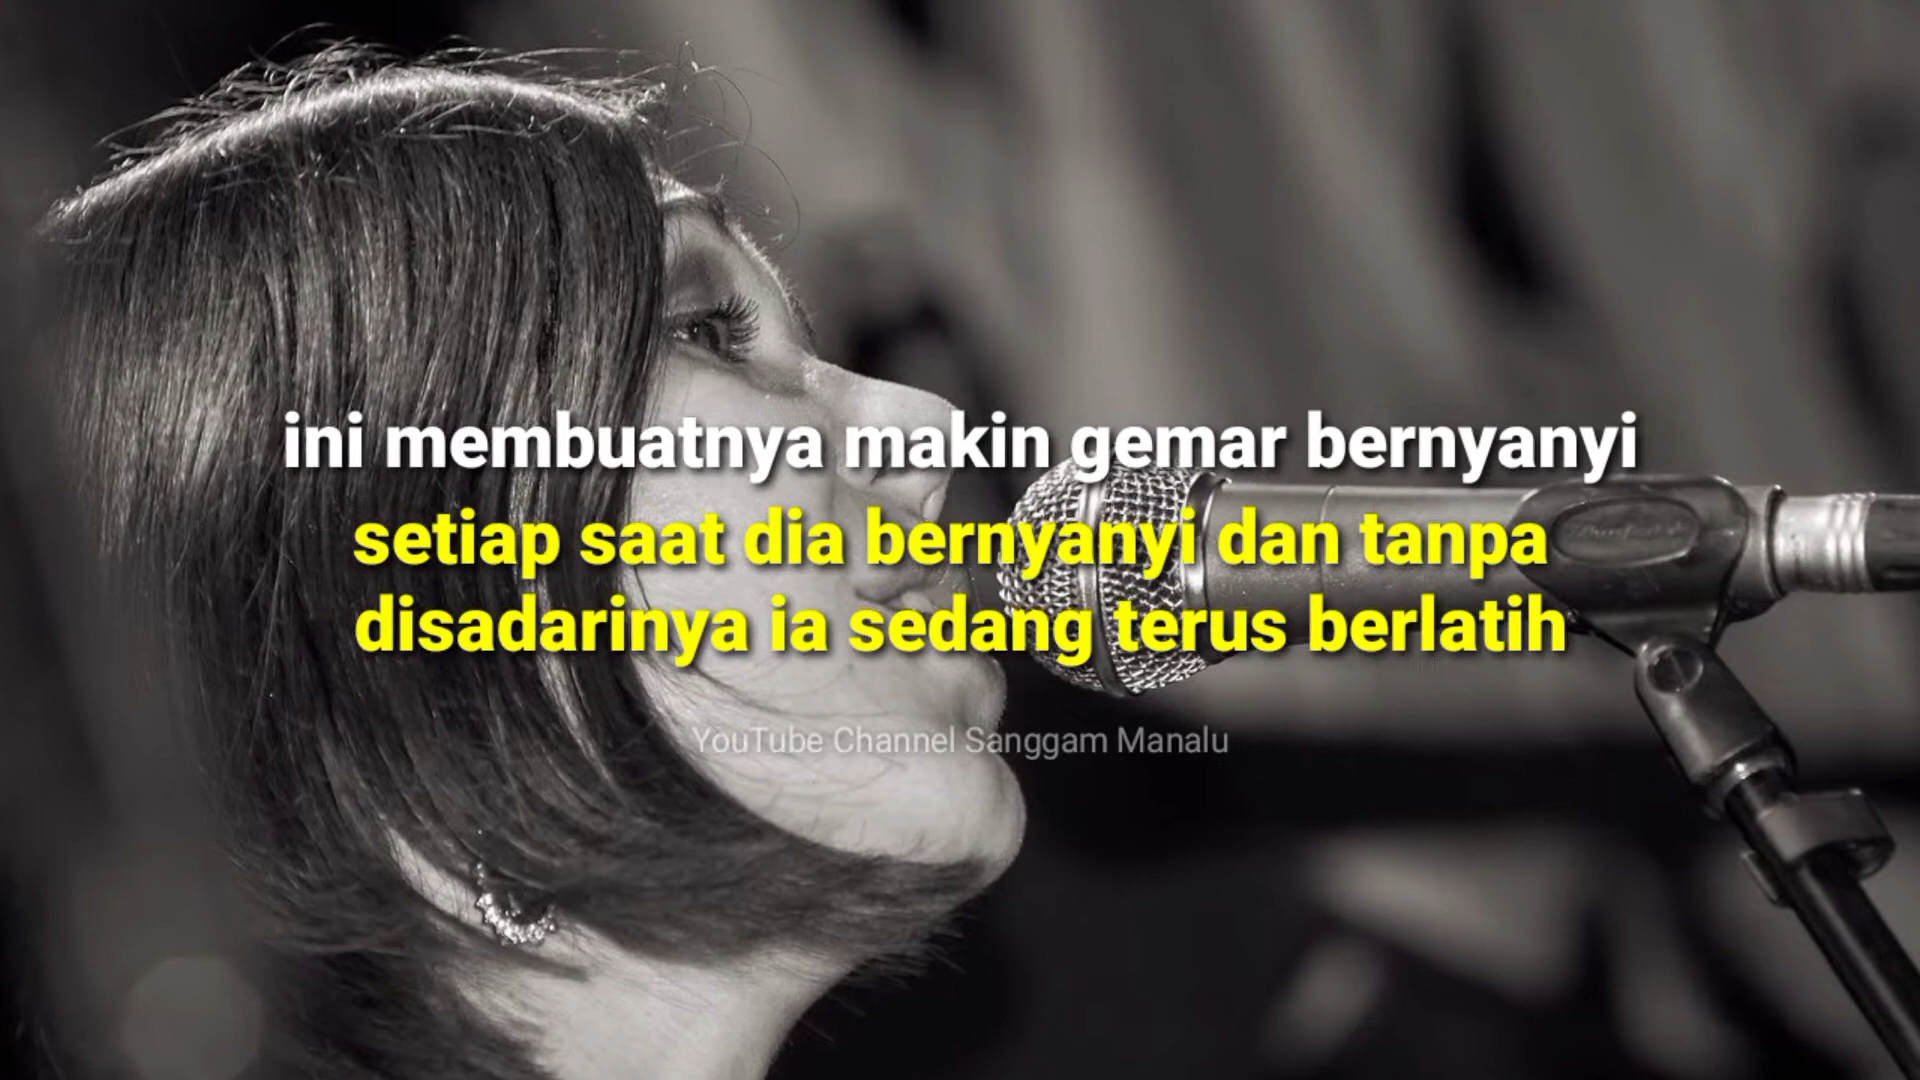 ini membuatnya makin gemar bernyanyi
setiap saat dia bernyanyi dan tanpa
disadarinya ia sedang terus berlatih
YouTube Channel Sanggam Manalu